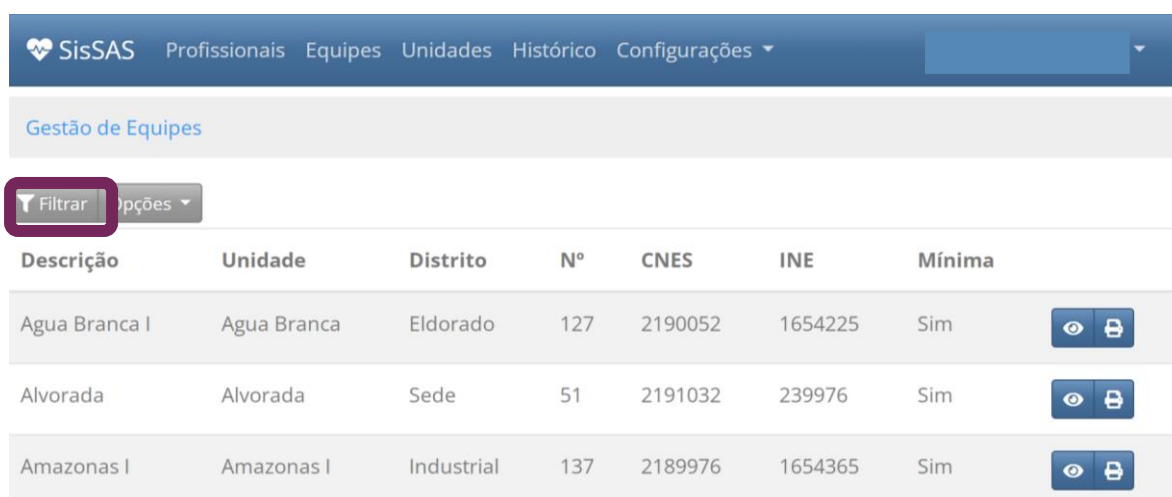 SisSAS Profissionais Equipes Unidades Histórico Configurações
Gestão de Equipes
Filtrar Opções
Descrição Unidade Distrito Nº CNES INE Mínima
Agua Branca I Agua Branca Eldorado 127 2190052 1654225 Sim
Alvorada Alvorada Sede 51 2191032 239976 Sim
Amazonas I Amazonas I Industrial 137 2189976 1654365 Sim